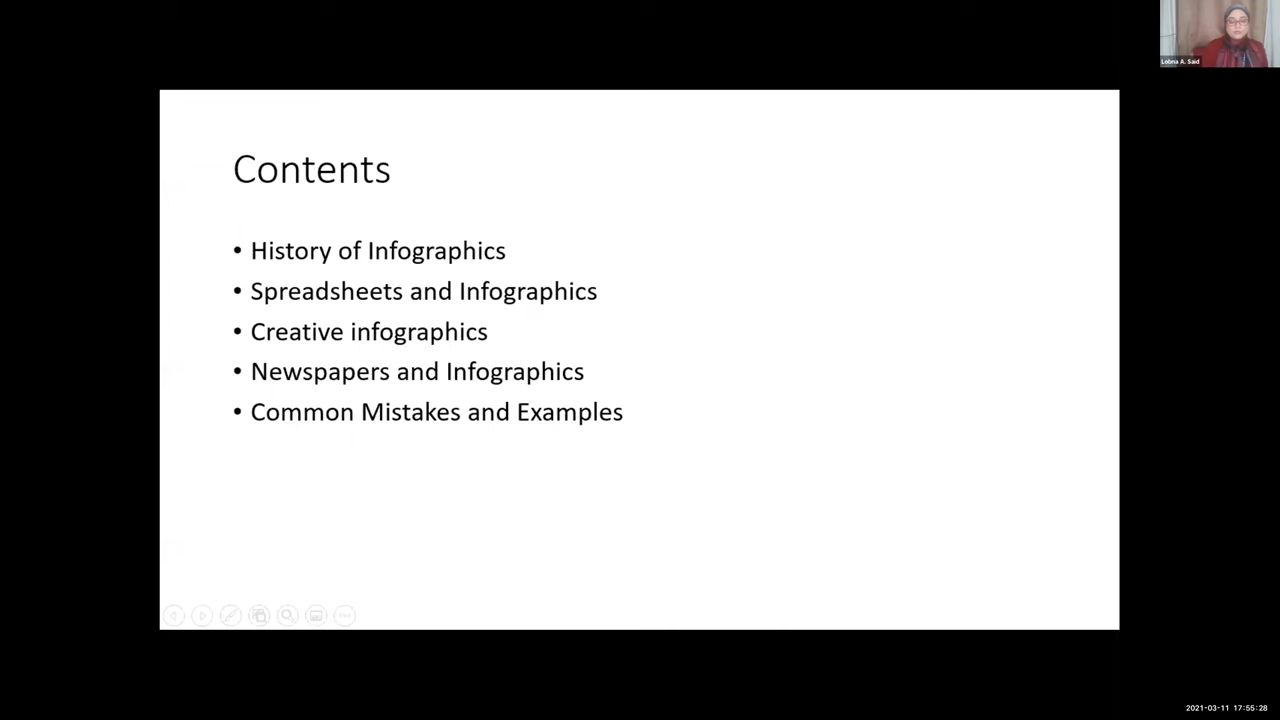 Lobna A. Said
Contents
• History of Infographics
• Spreadsheets and Infographics
• Creative infographics
• Newspapers and Infographics
• Common Mistakes and Examples
2021-03-11 17:55:28